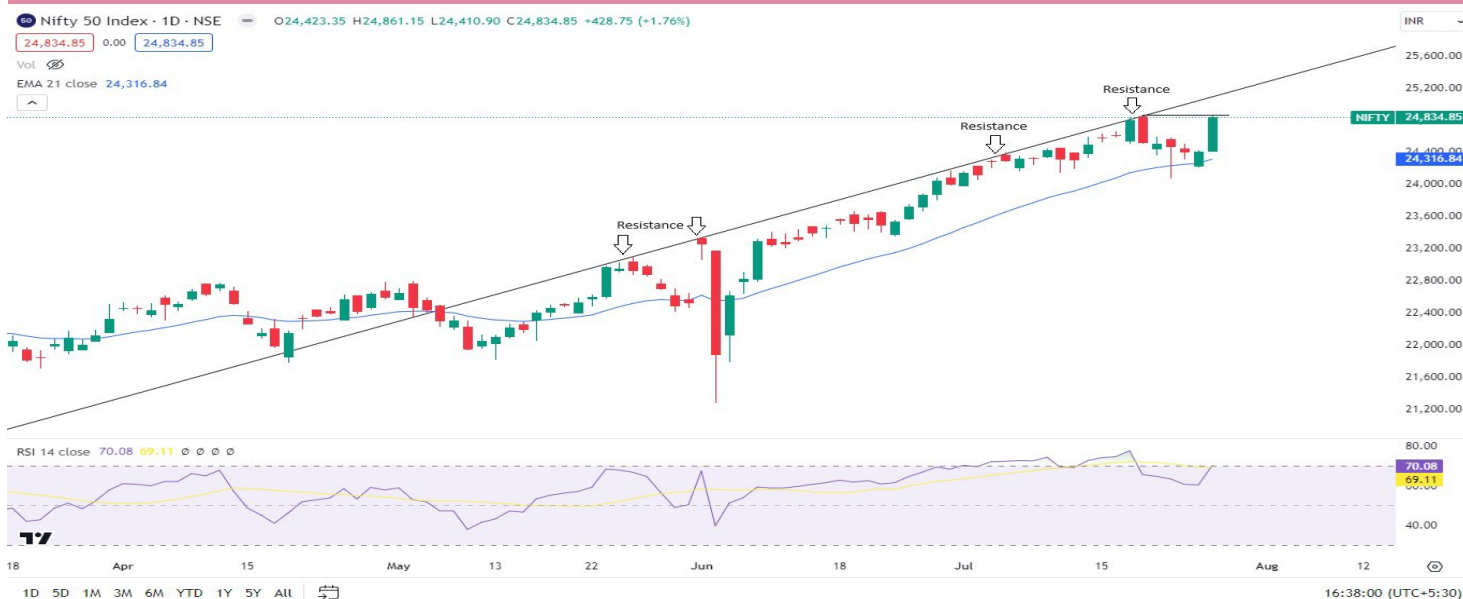 50 Nifty 50 Index · 1D · NSE O24,423.35 H24,861.15 L24,410.90 C24,834.85 +428.75 (+1.76%)
INR
24,834.85 0.00 24,834.85
Vol
EMA 21 close 24,316.84
25,600.00
25,200.00
Resistance
NIFTY 24,834.85
Resistance
24,400.00
24,316.84
24,000.00
23,600.00
Resistance
23,200.00
22,800.00
22,400.00
22,000.00
21,600.00
21,200.00
80.00
RSI 14 close 70.08 69.11 Ø Ø Ø Ø
70.08
69.11
60.00
40.00
18 Apr 15 May 13 22 Jun 18 Jul 15 Aug 12
1D 5D 1M 3M 6M YTD 1Y 5Y All
16:38:00 (UTC+5:30)